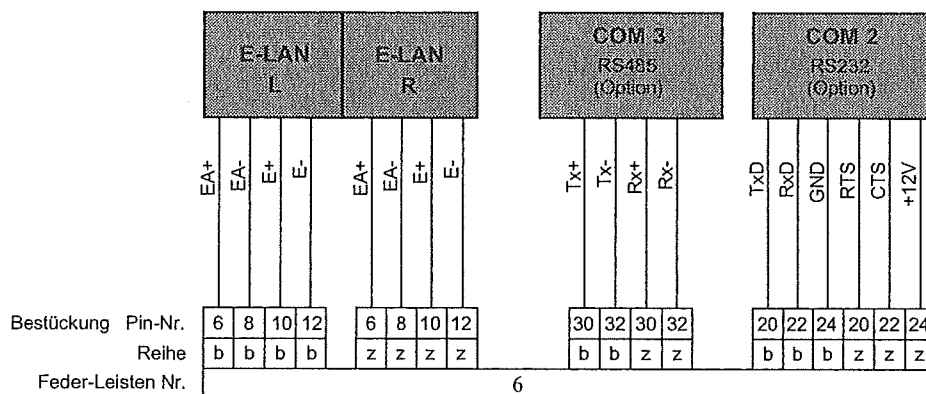 E-LAN L
E-LAN R
COM 3 RS485 (Option)
COM 2 RS232 (Option)
EA+ EA- E+ E- EA+ EA- E+ E- Tx+ Tx- Rx+ Rx- TxD RxD GND RTS CTS +12V
Bestückung Pin-Nr. 6 8 10 12 6 8 10 12 30 32 30 32 20 22 24 20 22 24
Reihe b b b b z z z z b b z z b b b z z z
Feder-Leisten Nr. 6